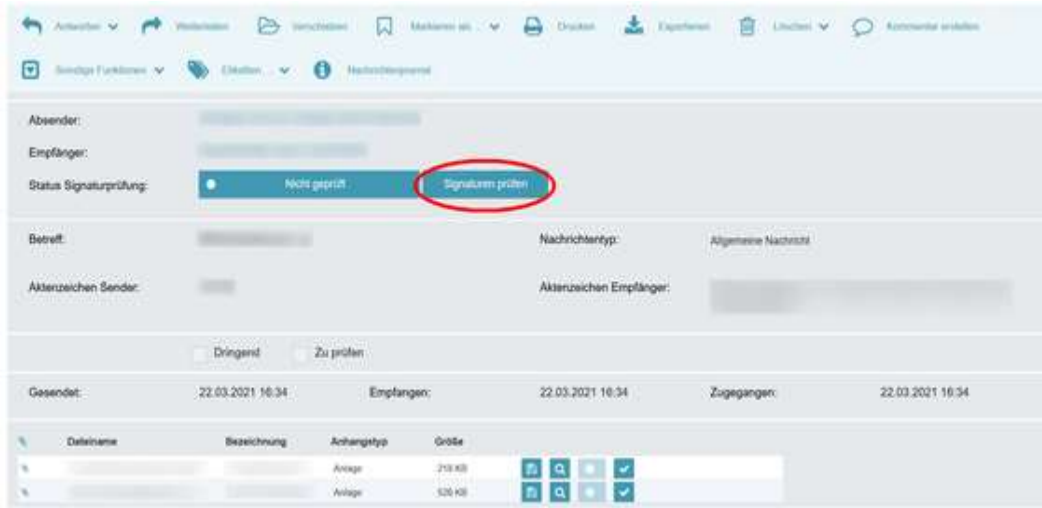 Antworten Weiterleiten Verschieben Markieren als... Drucken Exportieren Löschen Kommentar erstellen
Sonstige Funktionen Etiketten... Nachrichtenjournal
Absender:
Empfänger:
Status Signaturprüfung: Nicht geprüft Signaturen prüfen
Betreff: Nachrichtentyp: Allgemeine Nachricht
Aktenzeichen Sender: Aktenzeichen Empfänger:
Dringend Zu prüfen
Gesendet: 22.03.2021 16:34 Empfangen: 22.03.2021 16:34 Zugegangen: 22.03.2021 16:34
Dateiname Bezeichnung Anhangstyp Größe
Anlage KB
Anlage KB